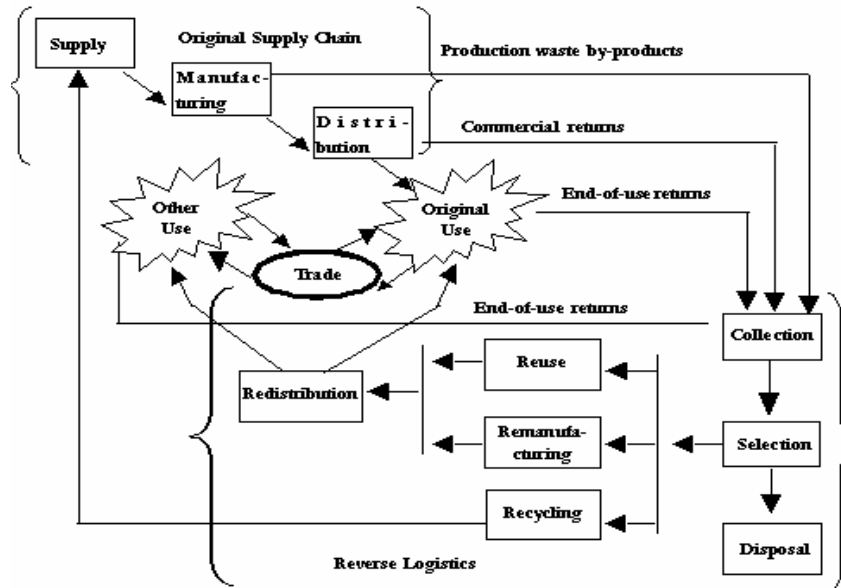 Supply
Original Supply Chain
Production waste by-products
Manufac-
turing
Distri-
bution
Commercial returns
Other
Use
Original
Use
End-of-use returns
Trade
End-of-use returns
Collection
Reuse
Redistribution
Remanufa-
cturing
Selection
Recycling
Disposal
Reverse Logistics